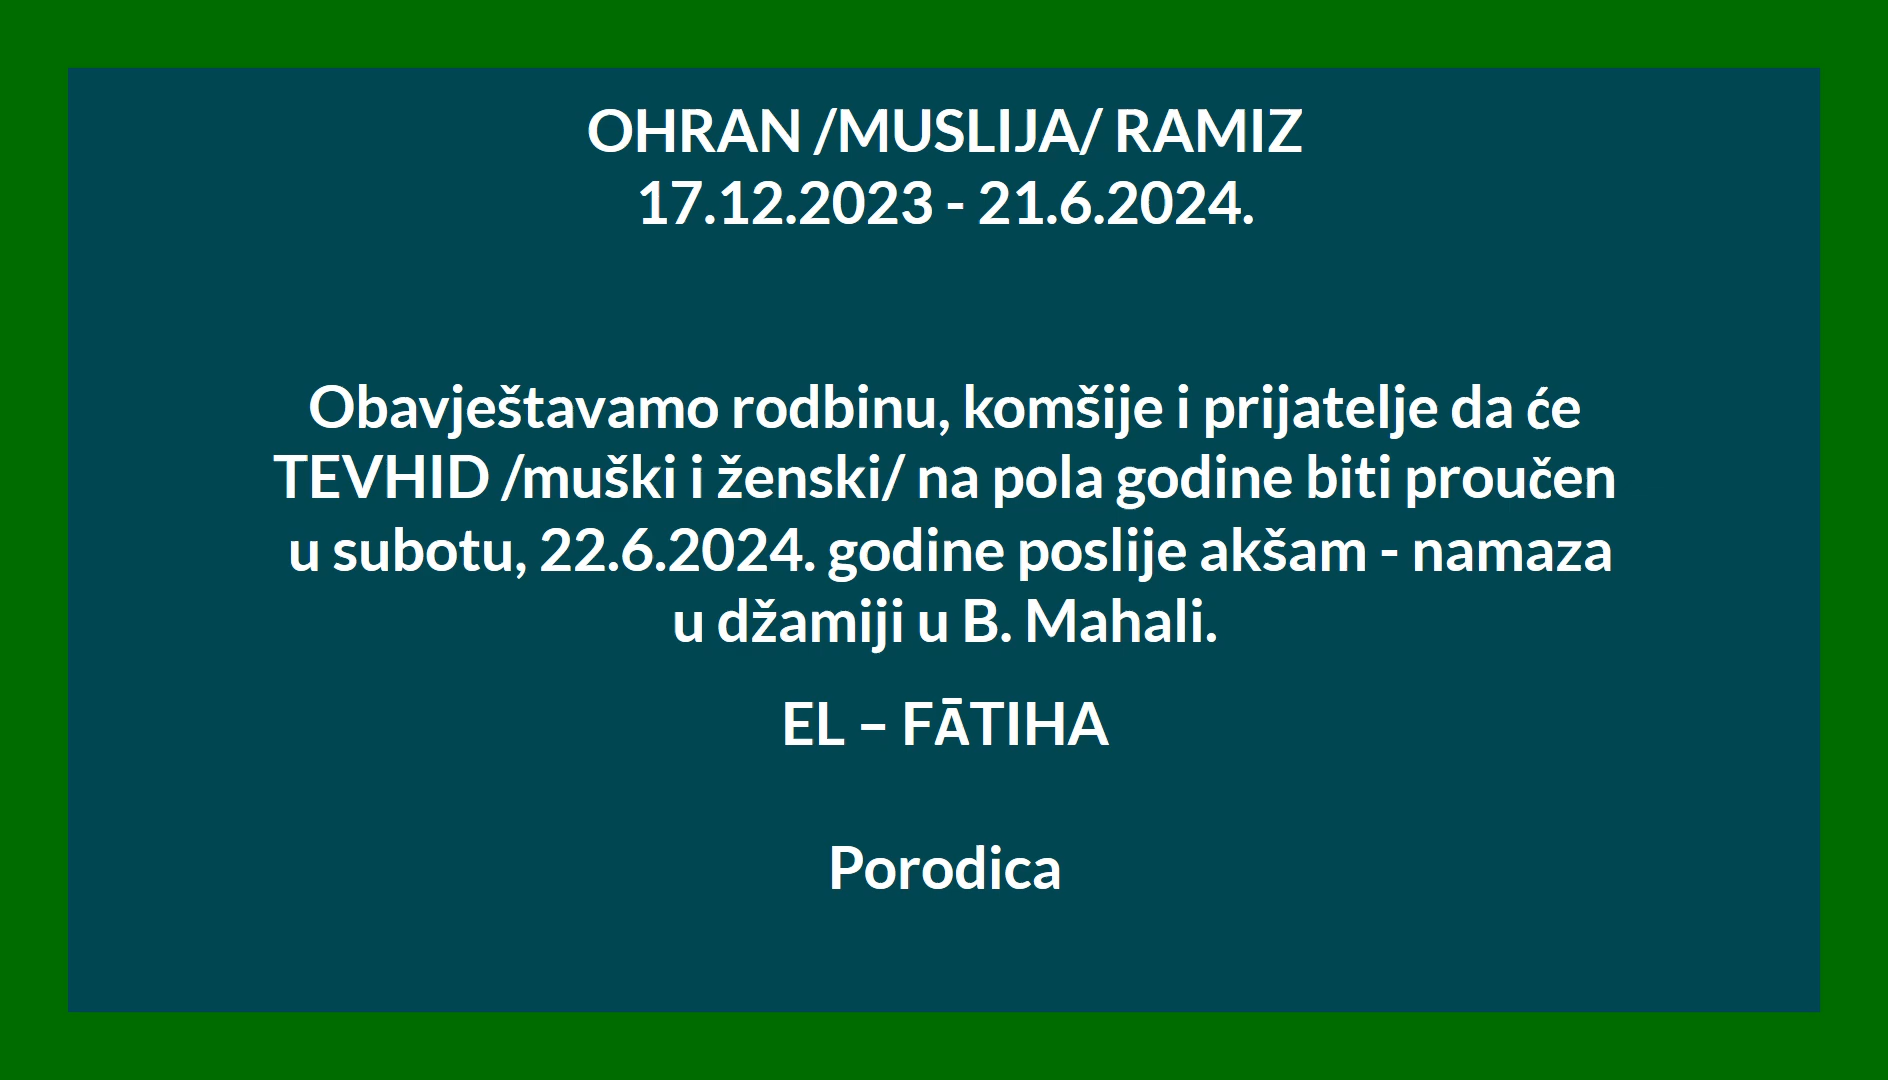 OHRAN /MUSLIJA/ RAMIZ
17.12.2023 - 21.6.2024.
Obavještavamo rodbinu, komšije i prijatelje da će
TEVHID /muški i ženski/ na pola godine biti proučen
u subotu, 22.6.2024. godine poslije akšam - namaza
u džamiji u B. Mahali.
EL – FĀTIHA
Porodica